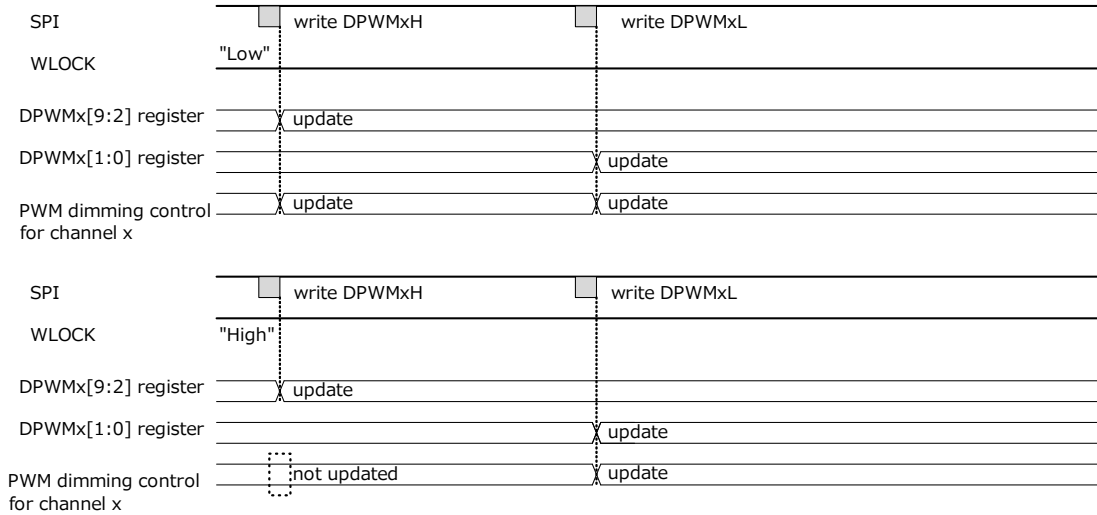 SPI write DPWMxH write DPWMxL
WLOCK "Low"
DPWMx[9:2] register update
DPWMx[1:0] register update
PWM dimming control update update
for channel x
SPI write DPWMxH write DPWMxL
WLOCK "High"
DPWMx[9:2] register update
DPWMx[1:0] register update
PWM dimming control not updated update
for channel x